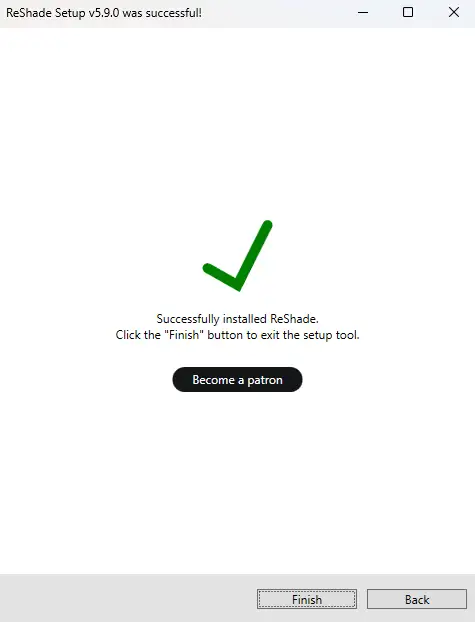 ReShade Setup v5.9.0 was successful!
Successfully installed ReShade.
Click the "Finish" button to exit the setup tool.
Become a patron
Finish
Back